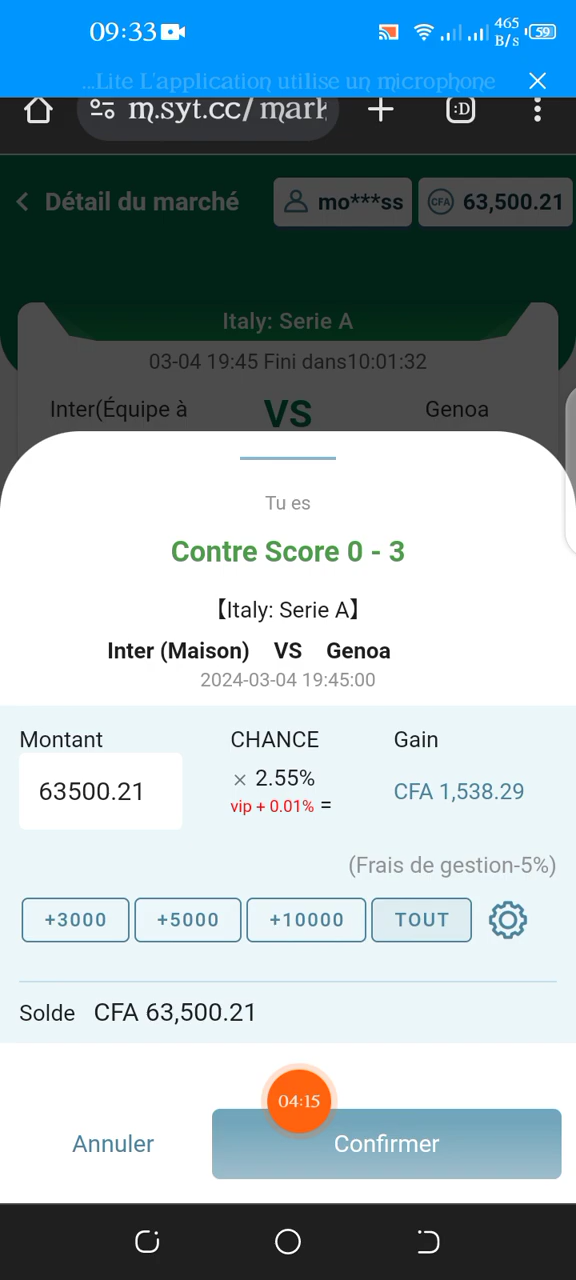 09:33
465
B/s
59
...Lite L'application utilise un microphone
m.syt.cc/mark
:D
Détail du marché
mo***ss
CFA
63,500.21
Italy: Serie A
03-04 19:45 Fini dans10:01:32
Inter(Équipe à
VS
Genoa
Tu es
Contre Score 0 - 3
【Italy: Serie A】
Inter (Maison) VS Genoa
2024-03-04 19:45:00
Montant CHANCE Gain
63500.21 × 2.55% CFA 1,538.29
vip + 0.01% =
(Frais de gestion-5%)
+3000 +5000 +10000 TOUT
Solde CFA 63,500.21
04:15
Annuler Confirmer